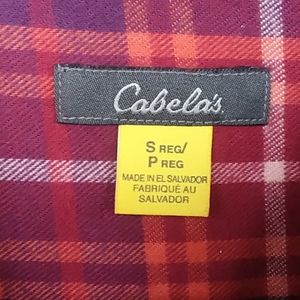 Cabela's
S REG/
P REG
MADE IN EL SALVADOR
FABRIQUÉ AU
SALVADOR